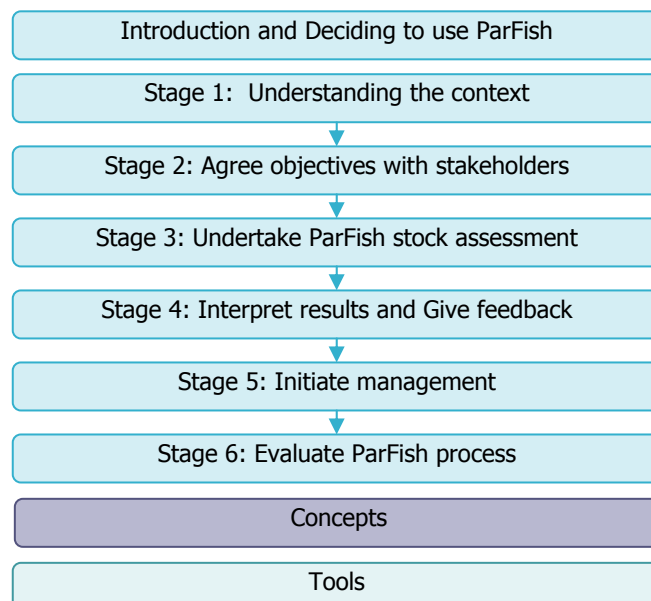 Introduction and Deciding to use ParFish
Stage 1:  Understanding the context
Stage 2: Agree objectives with stakeholders
Stage 3: Undertake ParFish stock assessment
Stage 4: Interpret results and Give feedback
Stage 5: Initiate management
Stage 6: Evaluate ParFish process
Concepts
Tools